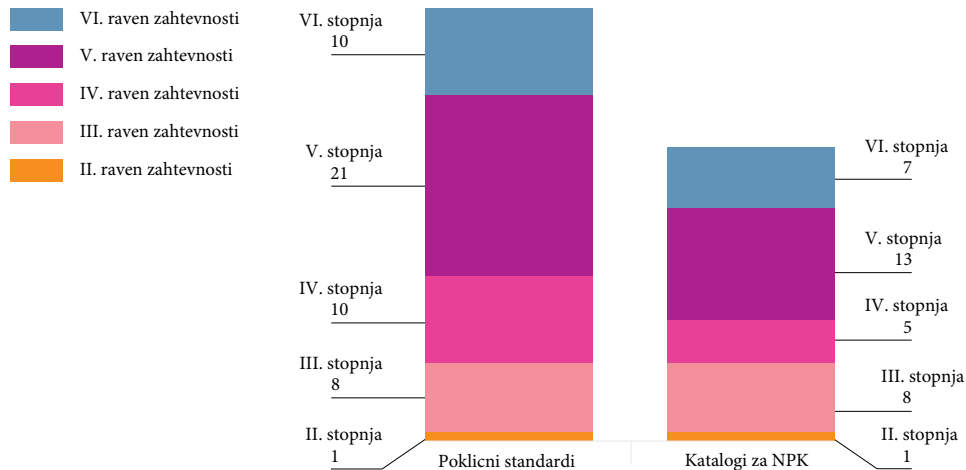 VI. raven zahtevnosti
V. raven zahtevnosti
IV. raven zahtevnosti
III. raven zahtevnosti
II. raven zahtevnosti
VI. stopnja
10
V. stopnja
21
IV. stopnja
10
III. stopnja
8
II. stopnja
1
Poklicni standardi
VI. stopnja
7
V. stopnja
13
IV. stopnja
5
III. stopnja
8
II. stopnja
1
Katalogi za NPK